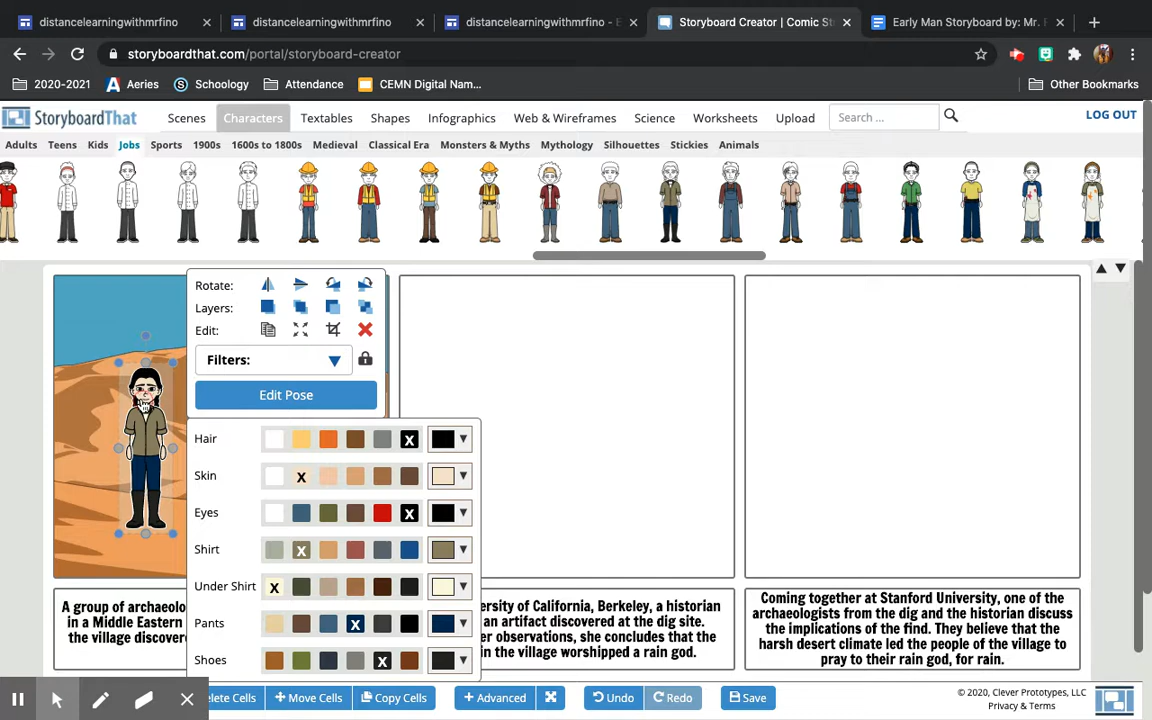 distancelearningwithmrfino
distancelearningwithmrfino
distancelearningwithmrfino - E
Storyboard Creator | Comic St
Early Man Storyboard by: Mr. F
storyboardthat.com/portal/storyboard-creator
2020-2021
Aeries
Schoology
Attendance
CEMN Digital Nam...
Other Bookmarks
StoryboardThat
Scenes
Characters
Textables
Shapes
Infographics
Web & Wireframes
Science
Worksheets
Upload
Search ...
LOG OUT
Adults
Teens
Kids
Jobs
Sports
1900s
1600s to 1800s
Medieval
Classical Era
Monsters & Myths
Mythology
Silhouettes
Stickies
Animals
Rotate:
Layers:
Edit:
Filters:
Edit Pose
Hair
Skin
Eyes
Shirt
Under Shirt
Pants
Shoes
A group of archaeolo
in a Middle Eastern
the village discovere
ersity of California, Berkeley, a historian
an artifact discovered at the dig site.
er observations, she concludes that the
in the village worshipped a rain god.
Coming together at Stanford University, one of the
archaeologists from the dig and the historian discuss
the implications of the find. They believe that the
harsh desert climate led the people of the village to
pray to their rain god, for rain.
elete Cells
Move Cells
Copy Cells
+ Advanced
Undo
Redo
Save
© 2020, Clever Prototypes, LLC
Privacy & Terms